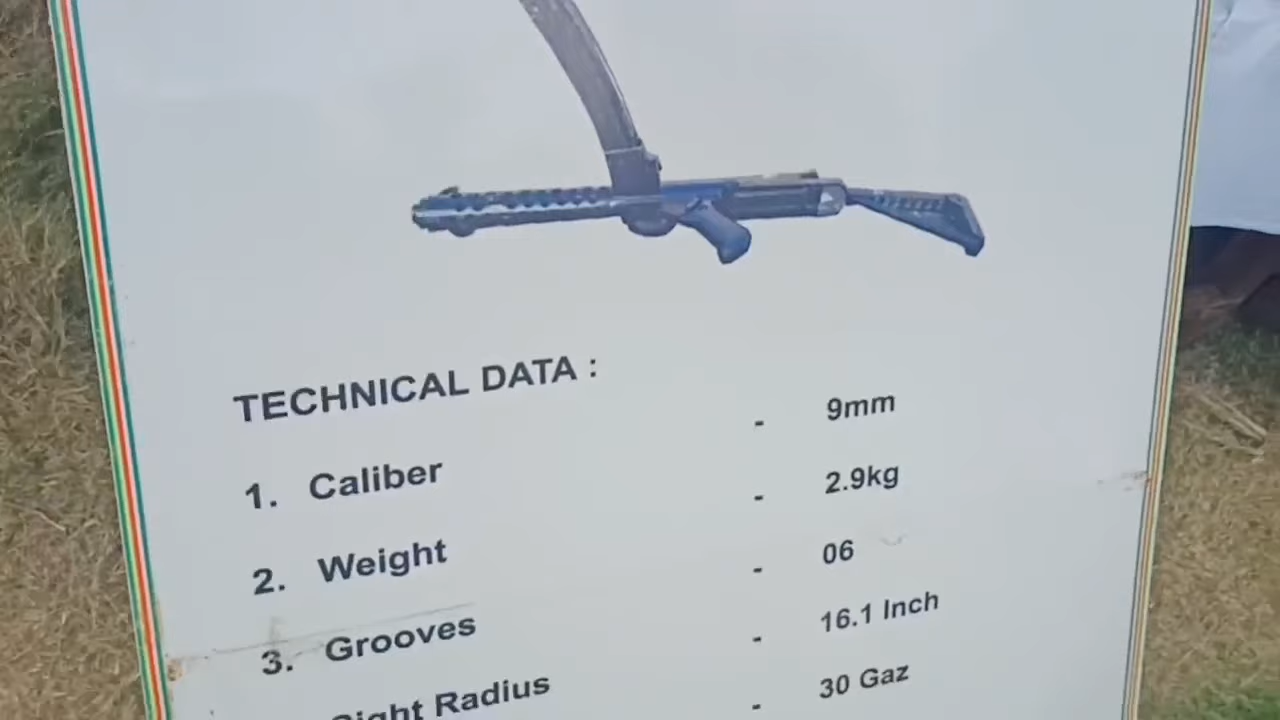 TECHNICAL DATA :
1. Caliber - 9mm
2. Weight - 2.9kg
3. Grooves - 06
Sight Radius - 16.1 Inch
- 30 Gaz